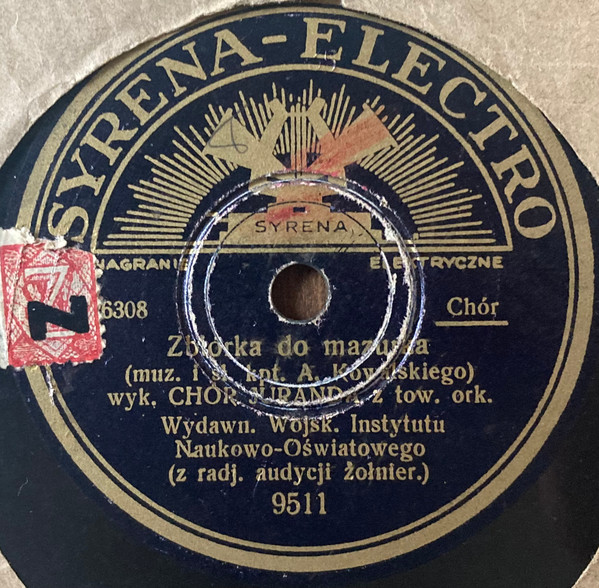 SYRENA-ELECTRO
SYRENA
NAGRANIE ELEKTRYCZNE
6308 Chór
Zbiórka do mazurka
(muz. i sł. kpt. A. Kowalskiego)
wyk. CHÓR JURANDA z tow. ork.
Wydawn. Wojsk. Instytutu
Naukowo-Oświatowego
(z radj. audycji żołnier.)
9511
Z